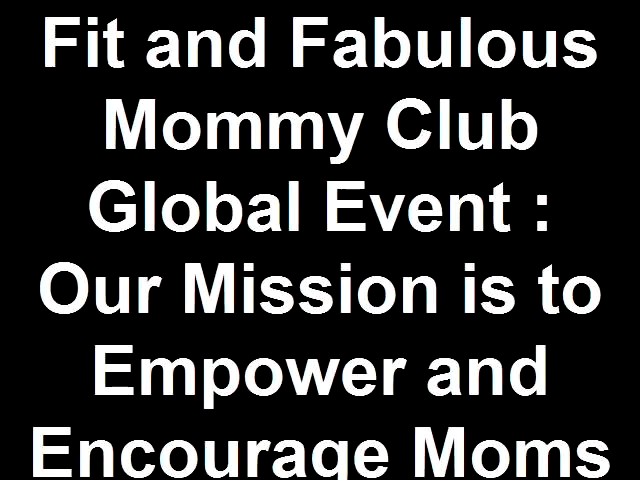 Fit and Fabulous
Mommy Club
Global Event :
Our Mission is to
Empower and
Encourage Moms